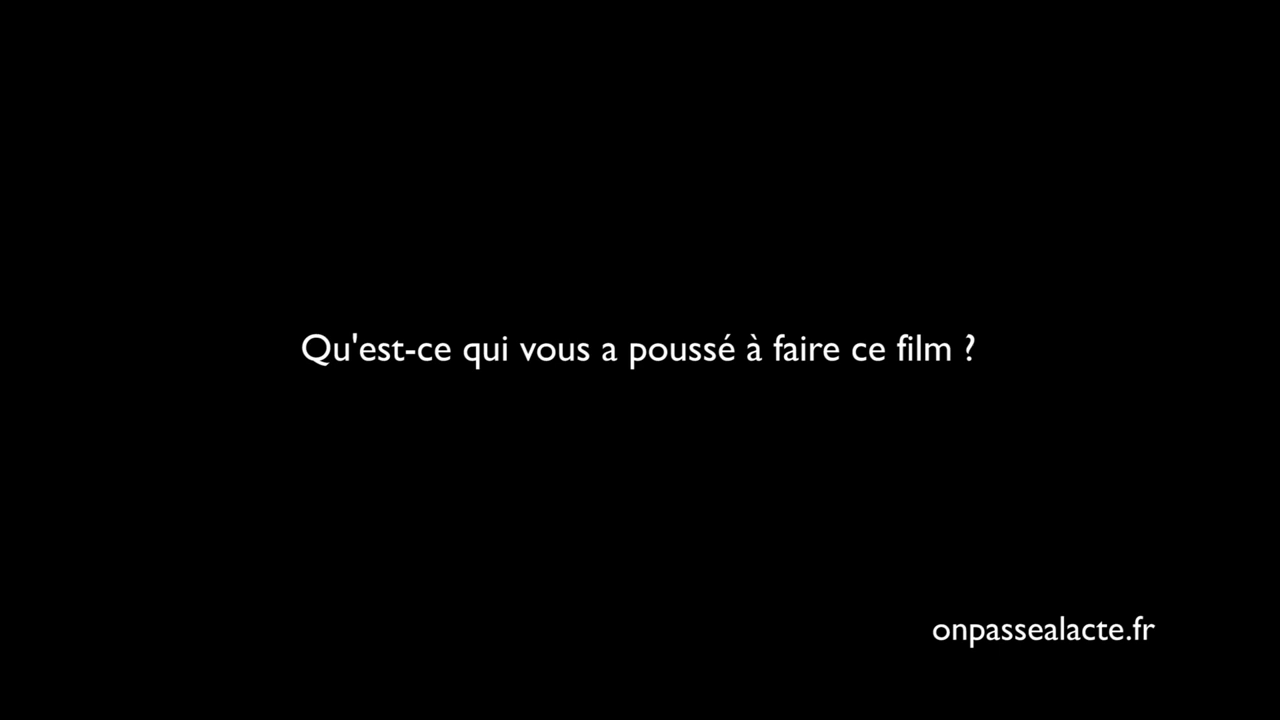 Qu'est-ce qui vous a poussé à faire ce film ?
onpassealacte.fr